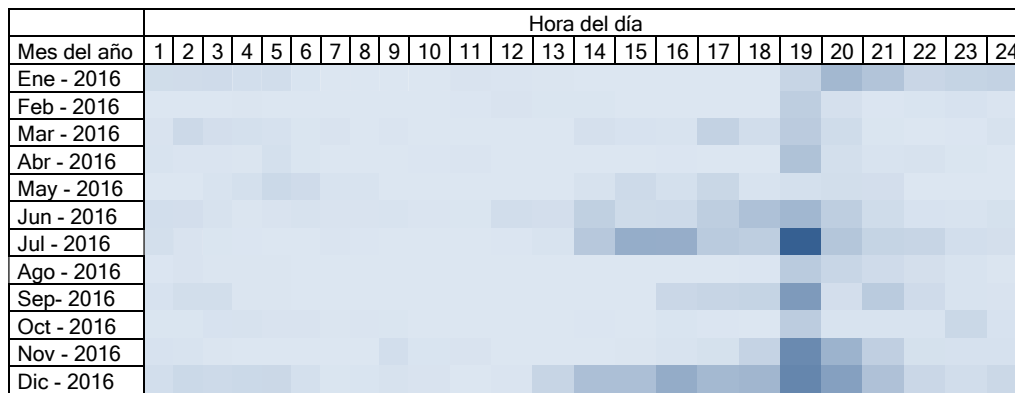 Hora del día
Mes del año 1 2 3 4 5 6 7 8 9 10 11 12 13 14 15 16 17 18 19 20 21 22 23 24
Ene - 2016
Feb - 2016
Mar - 2016
Abr - 2016
May - 2016
Jun - 2016
Jul - 2016
Ago - 2016
Sep- 2016
Oct - 2016
Nov - 2016
Dic - 2016